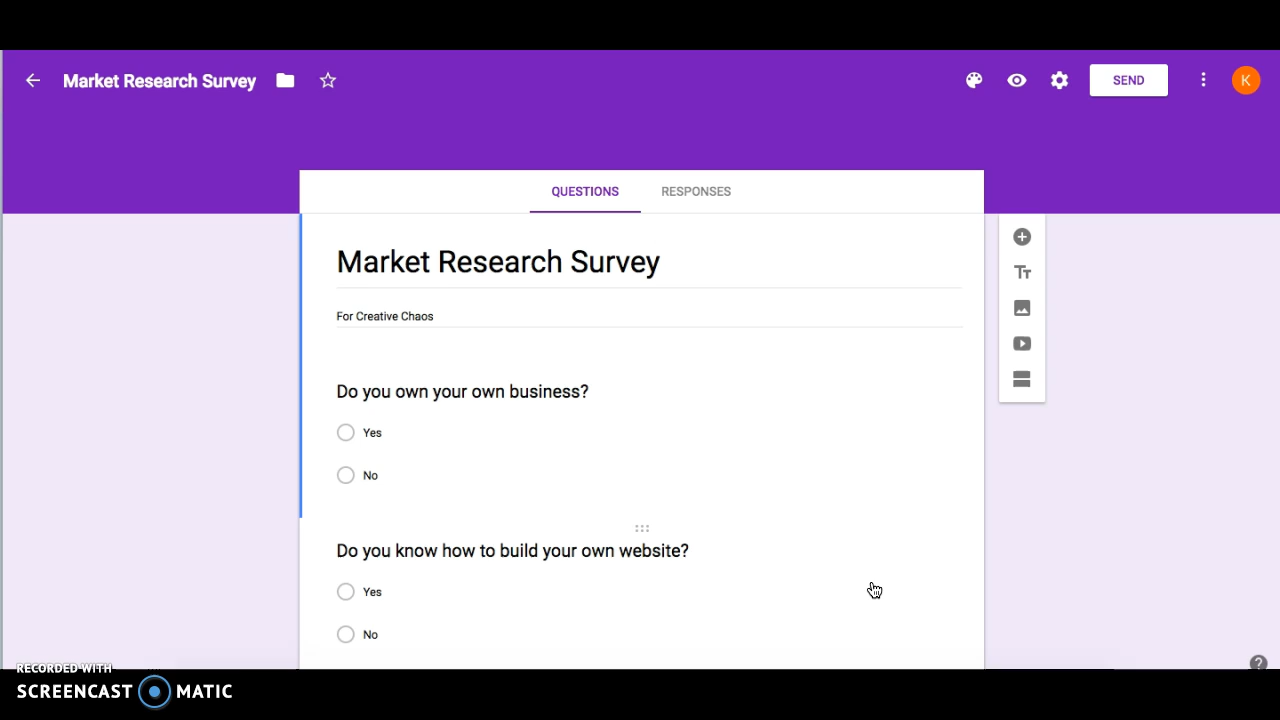 Market Research Survey
SEND
K
QUESTIONS
RESPONSES
Market Research Survey
Tт
For Creative Chaos
Do you own your own business?
Yes
No
Do you know how to build your own website?
Yes
No
?
RECORDED WITH
SCREENCAST MATIC